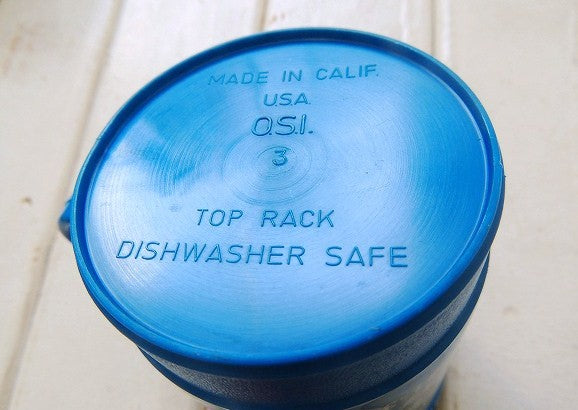 MADE IN CALIF.
USA.
O.S.I.
3
TOP RACK
DISHWASHER SAFE